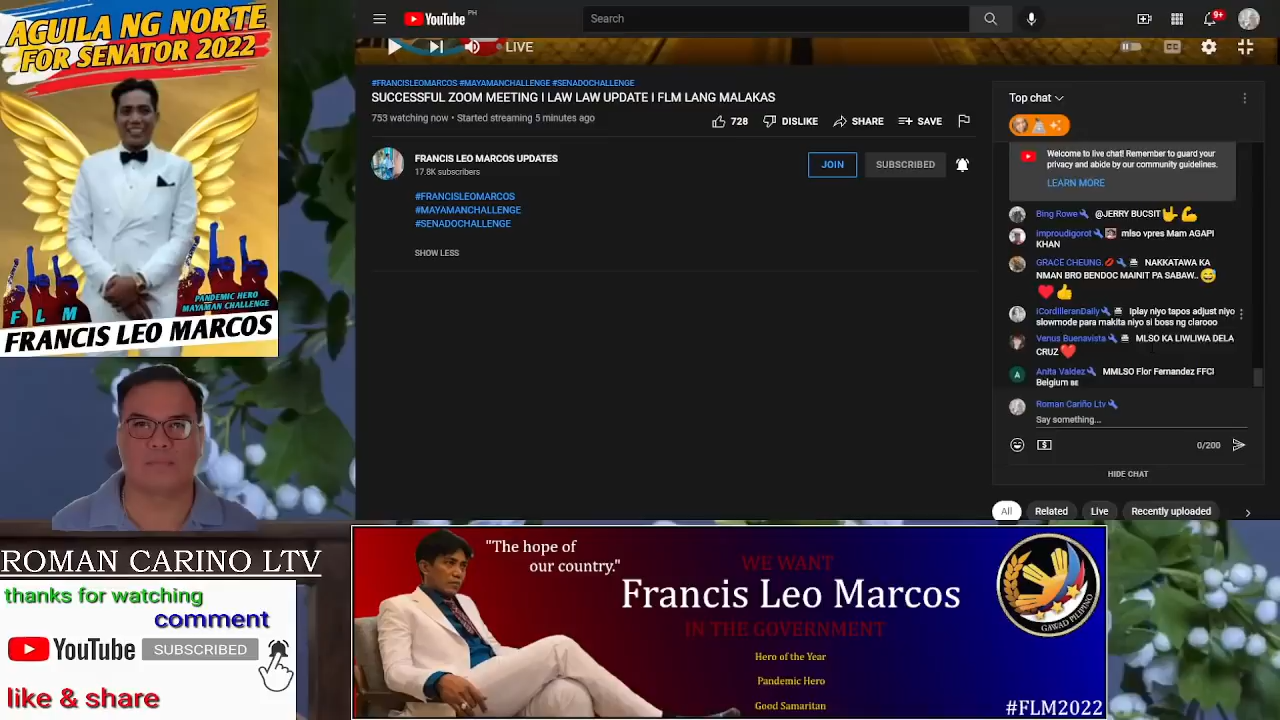 AGUILA NG NORTE
FOR SENATOR 2022
F L M
PANDEMIC HERO
MAYAMAN CHALLENGE
FRANCIS LEO MARCOS
ROMAN CARINO LTV
thanks for watching
comment
YouTube SUBSCRIBED
like & share
YouTube PH
Search
9+
LIVE
CC
#FRANCISLEOMARCOS #MAYAMANCHALLENGE #SENADOCHALLENGE
SUCCESSFUL ZOOM MEETING I LAW LAW UPDATE I FLM LANG MALAKAS
753 watching now • Started streaming 5 minutes ago
728 DISLIKE SHARE SAVE
FRANCIS LEO MARCOS UPDATES
17.8K subscribers
JOIN SUBSCRIBED
#FRANCISLEOMARCOS
#MAYAMANCHALLENGE
#SENADOCHALLENGE
SHOW LESS
Top chat
Welcome to live chat! Remember to guard your
privacy and abide by our community guidelines.
LEARN MORE
Bing Rowe @JERRY BUCSIT
improudigorot mlso vpres Mam AGAPI
KHAN
GRACE CHEUNG. NAKKATAWA KA
NMAN BRO BENDOC MAINIT PA SABAW..
iCordilleranDaily Iplay niyo tapos adjust niyo
slowmode para makita niyo si boss ng clarooo
Venus Buenavista MLSO KA LIWLIWA DELA
CRUZ
A Anita Valdez MMLSO Flor Fernandez FFCI
Belgium BE
Roman Cariño Ltv
Say something...
0/200
HIDE CHAT
All Related Live Recently uploaded
"The hope of
our country."
WE WANT
Francis Leo Marcos
IN THE GOVERNMENT
Hero of the Year
Pandemic Hero
Good Samaritan
GAWAD PILIPINO
#FLM2022